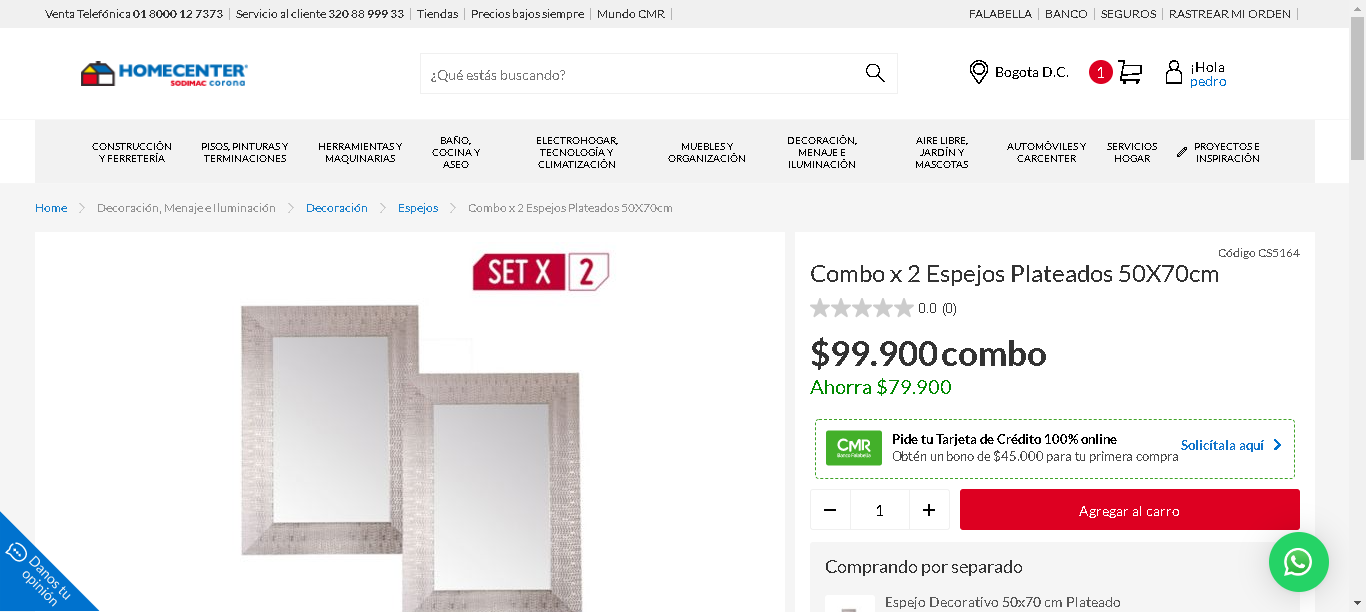 Venta Telefónica 01 8000 12 7373 Servicio al cliente 320 88 999 33 Tiendas Precios bajos siempre Mundo CMR FALABELLA BANCO SEGUROS RASTREAR MI ORDEN
HOMECENTER
SODIMAC corona
¿Qué estás buscando?
Bogota D.C.
1
¡Hola
pedro
CONSTRUCCIÓN
Y FERRETERÍA
PISOS, PINTURAS Y
TERMINACIONES
HERRAMIENTAS Y
MAQUINARIAS
BAÑO,
COCINA Y
ASEO
ELECTROHOGAR,
TECNOLOGÍA Y
CLIMATIZACIÓN
MUEBLES Y
ORGANIZACIÓN
DECORACIÓN,
MENAJE E
ILUMINACIÓN
AIRE LIBRE,
JARDÍN Y
MASCOTAS
AUTOMÓVILES Y
CARCENTER
SERVICIOS
HOGAR
PROYECTOS E
INSPIRACIÓN
Home Decoración, Menaje e Iluminación Decoración Espejos Combo x 2 Espejos Plateados 50X70cm
SET X 2
Código CS5164
Combo x 2 Espejos Plateados 50X70cm
0.0 (0)
$99.900 combo
Ahorra $79.900
CMR
Banco Falabella
Pide tu Tarjeta de Crédito 100% online
Obtén un bono de $45.000 para tu primera compra
Solicítala aquí
1
Agregar al carro
Comprando por separado
Espejo Decorativo 50x70 cm Plateado
Danos tu
opinión